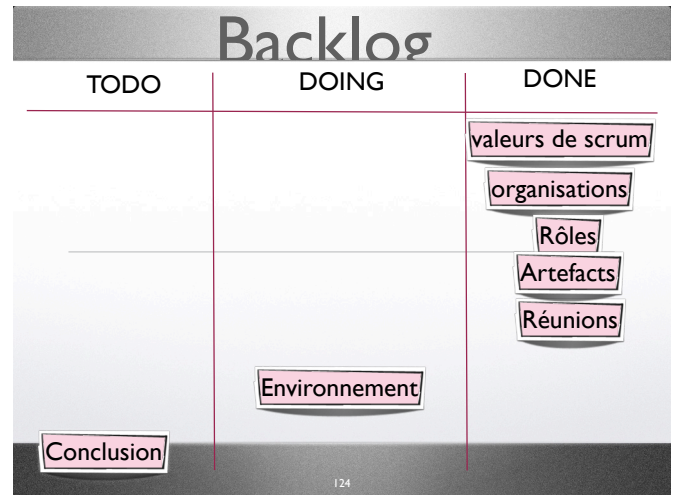 Backlog
TODO DOING DONE
valeurs de scrum
organisations
Rôles
Artefacts
Réunions
Environnement
Conclusion
124